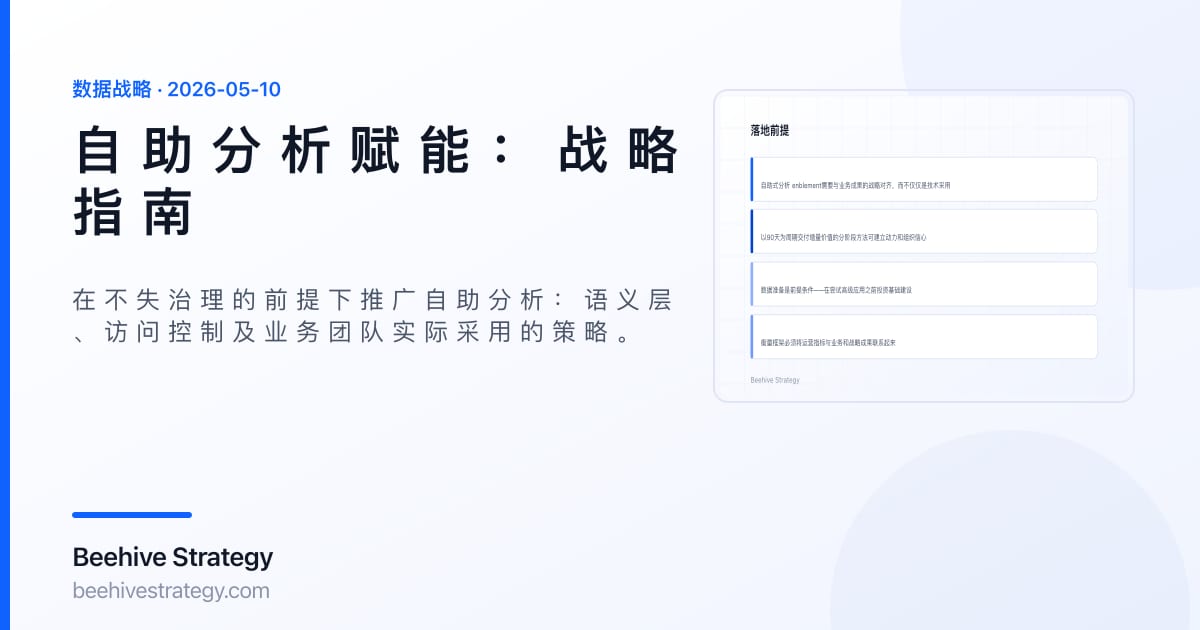 数据战略 · 2026-05-10
自助分析赋能：战略
指南
在不失治理的前提下推广自助分析：语义层
、访问控制及业务团队实际采用的策略。
落地前提
自助式分析 enblement需要与业务成果的战略对齐，而不仅仅是技术采用
以90天为周期交付增量价值的分阶段方法可建立动力和组织信心
数据准备是前提条件——在尝试高级应用之前投资基础建设
衡量框架必须将运营指标与业务和战略成果联系起来
Beehive Strategy
Beehive Strategy
beehivestrategy.com